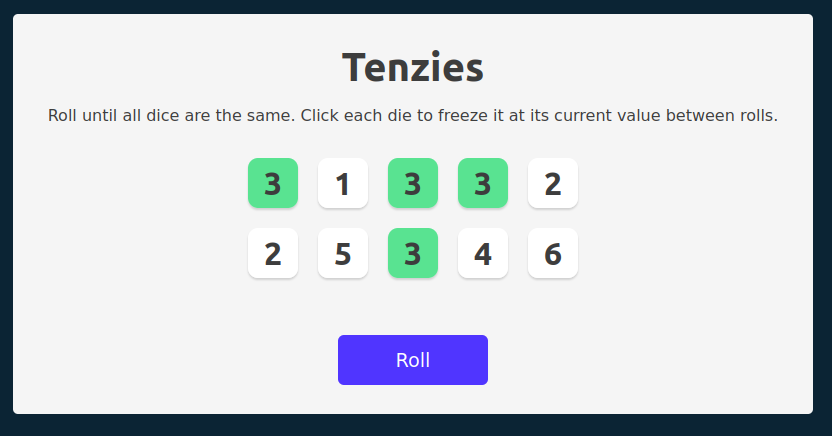 Tenzies
Roll until all dice are the same. Click each die to freeze it at its current value between rolls.
3 1 3 3 2
2 5 3 4 6
Roll